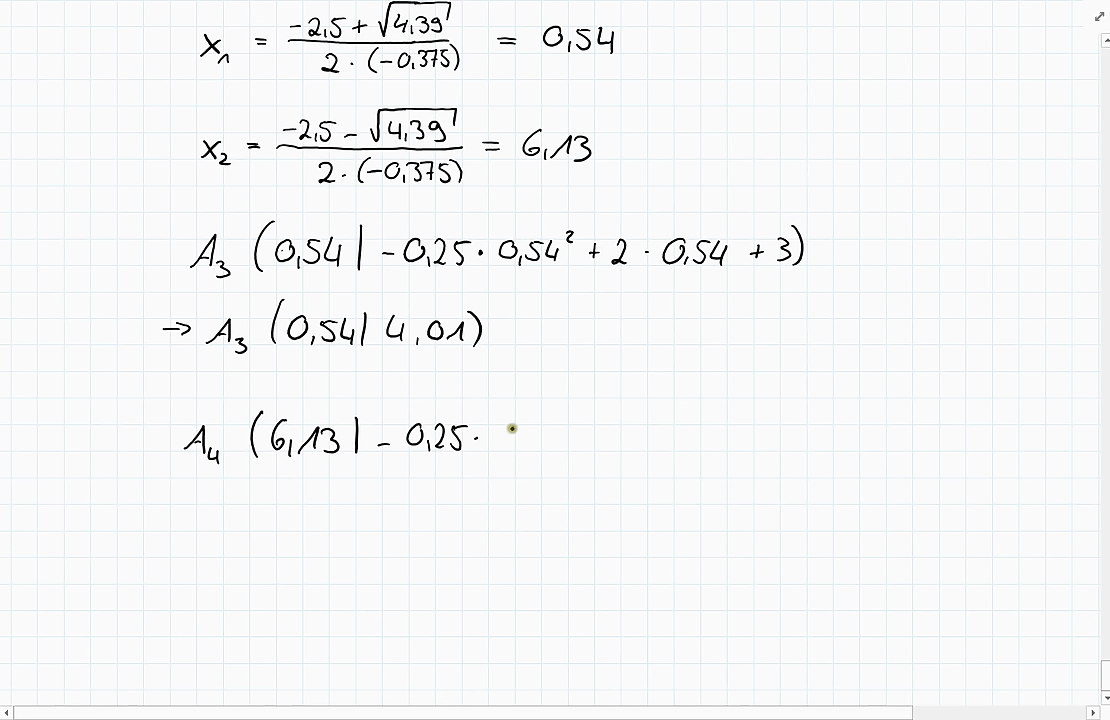 x₁ = (-2,5 + √4,39) / (2 · (-0,375)) = 0,54
x₂ = (-2,5 - √4,39) / (2 · (-0,375)) = 6,13
A₃ (0,54 | -0,25 · 0,54² + 2 · 0,54 + 3)
→ A₃ (0,54 | 4,01)
A₄ (6,13 | - 0,25 ·